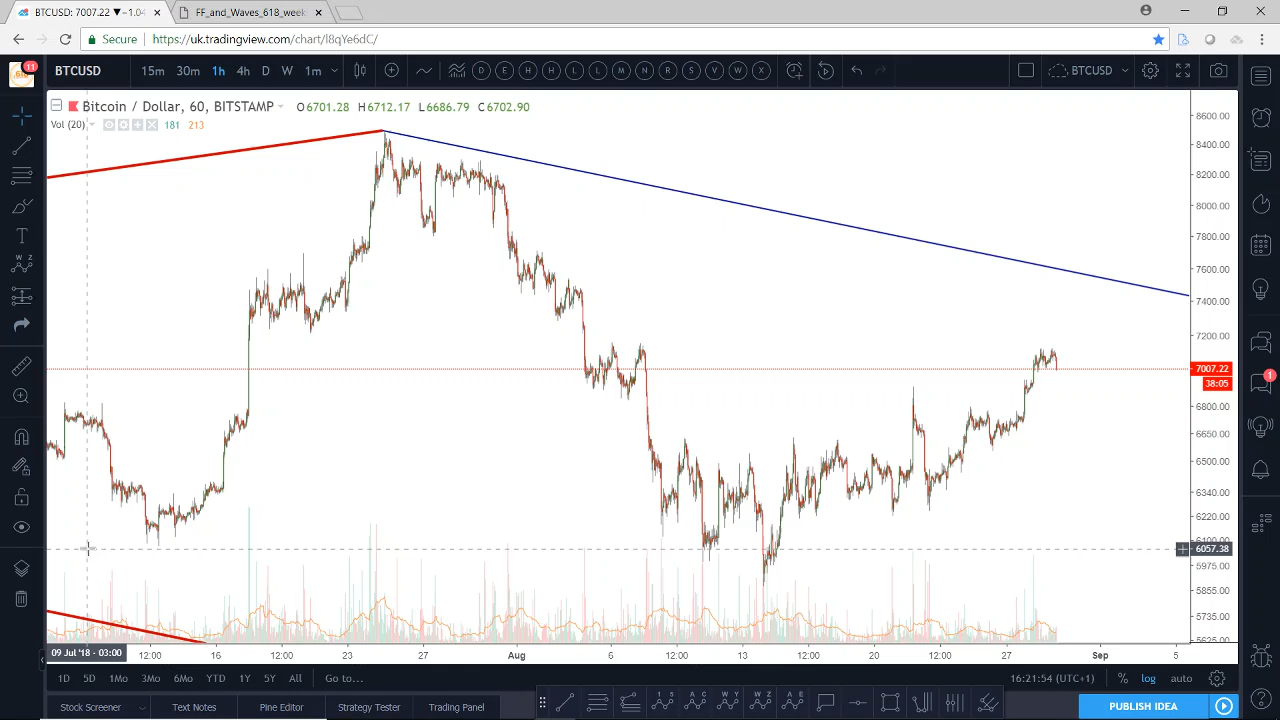 BTCUSD: 7007.22 ▼−1.04
FF_and_Waves_618_week
Secure https://uk.tradingview.com/chart/l8qYe6dC/
11
BTCUSD 15m 30m 1h 4h D W 1m D E H H L L M N R S V W X BTCUSD
Bitcoin / Dollar, 60, BITSTAMP O6701.28 H6712.17 L6686.79 C6702.90
Vol (20) 181 213
8600.00
8400.00
8200.00
8000.00
7800.00
7600.00
7400.00
7200.00
7007.22
38:05
1
6800.00
6650.00
6500.00
6340.00
6220.00
6100.00
6057.38
5975.00
5855.00
5735.00
5625.00
09 Jul '18 - 03:00 12:00 16 12:00 23 27 Aug 6 12:00 13 12:00 20 12:00 27 Sep 5
1D 5D 1Mo 3Mo 6Mo YTD 1Y 5Y All Go to... 16:21:54 (UTC+1) % log auto
Stock Screener Text Notes Pine Editor Strategy Tester Trading Panel PUBLISH IDEA